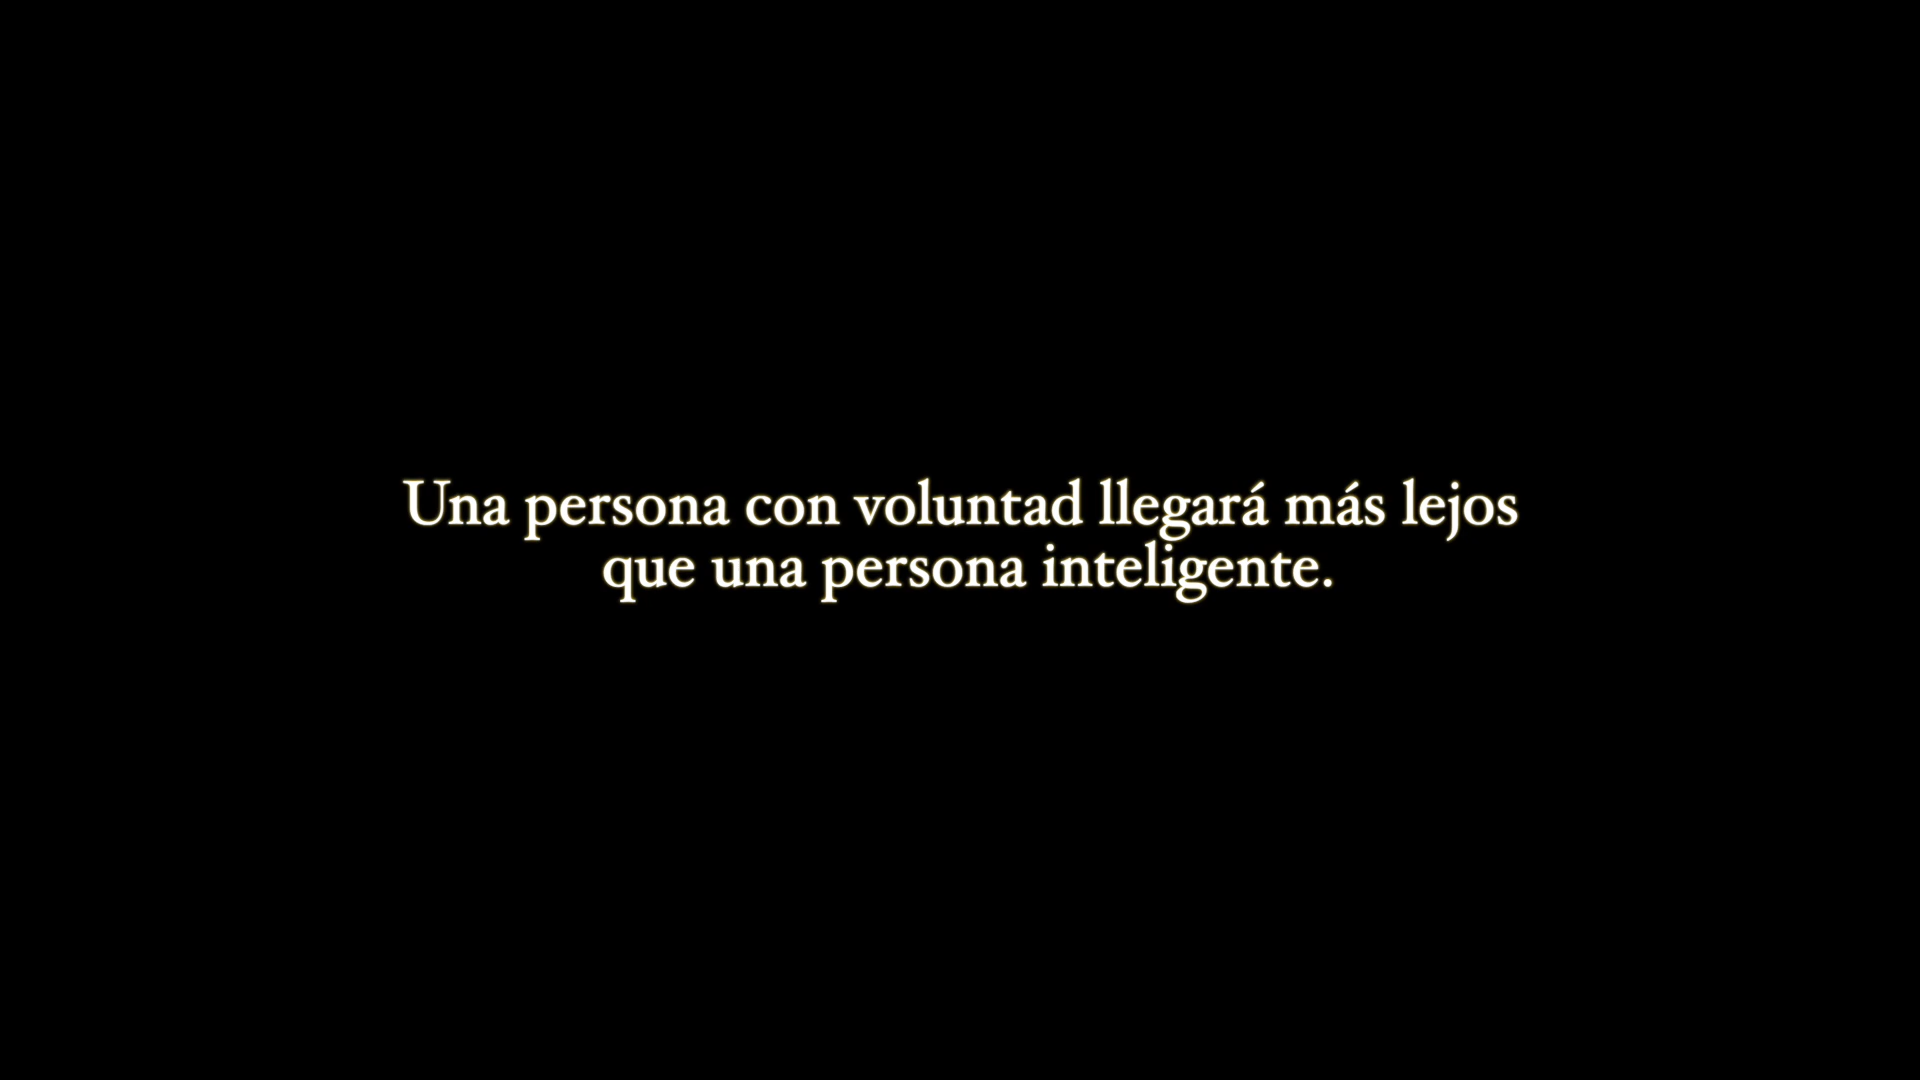 Una persona con voluntad llegará más lejos
que una persona inteligente.